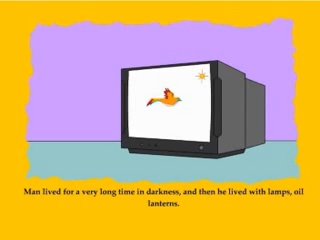 Man lived for a very long time in darkness, and then he lived with lamps, oil
lanterns.